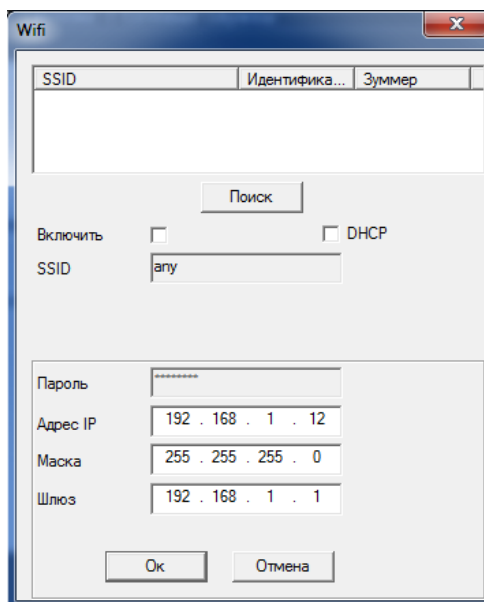 Wifi
SSID Идентифика... Зуммер
Поиск
Включить DHCP
SSID any
Пароль ********
Адрес IP 192 . 168 . 1 . 12
Маска 255 . 255 . 255 . 0
Шлюз 192 . 168 . 1 . 1
Ок Отмена